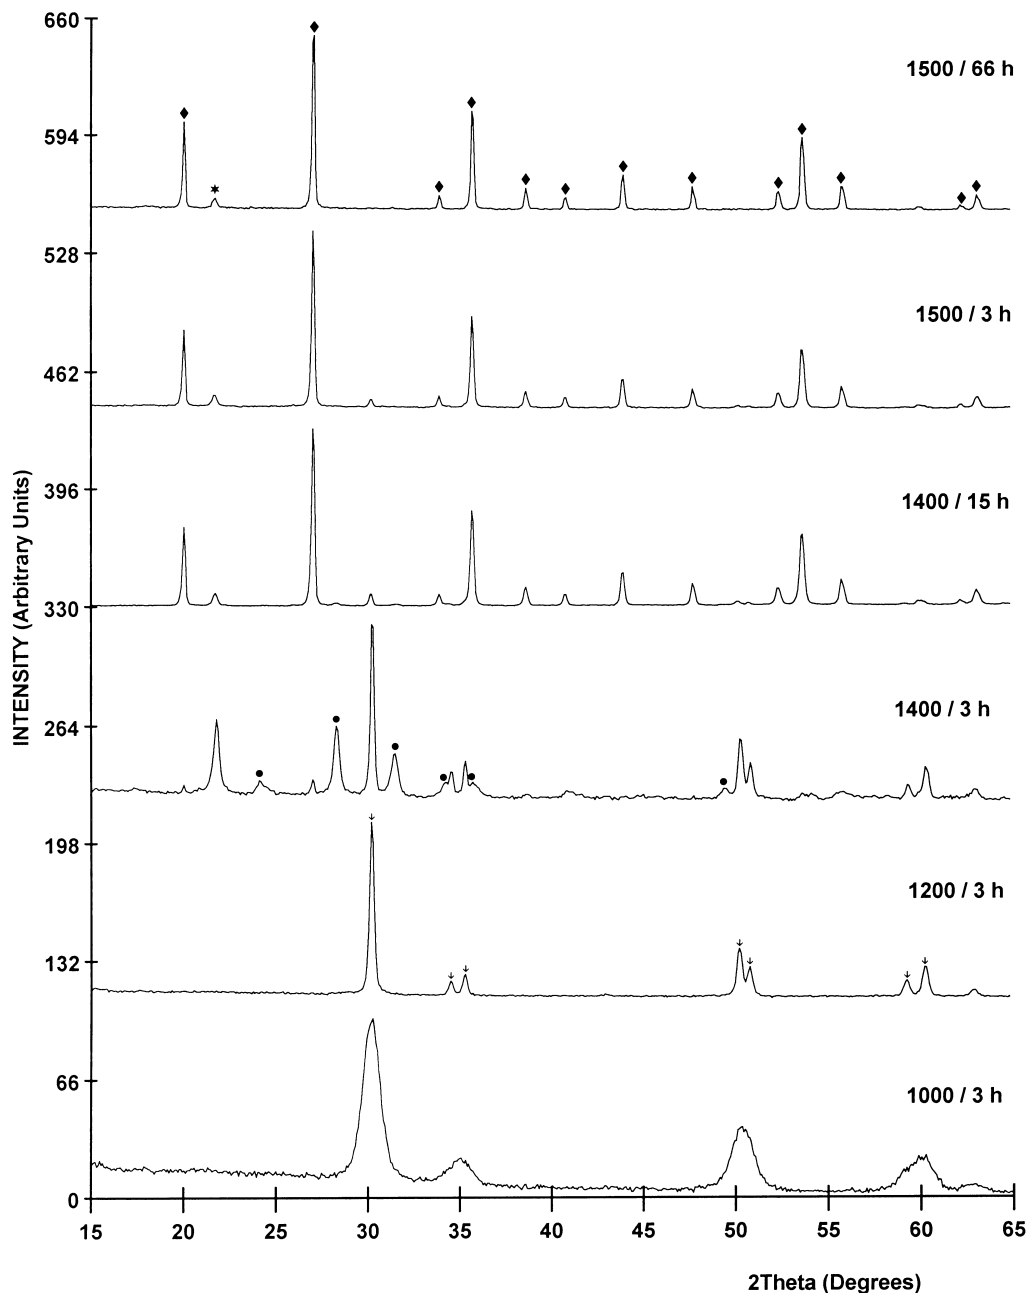 660
1500 / 66 h
594
528
1500 / 3 h
462
396
1400 / 15 h
330
1400 / 3 h
264
198
1200 / 3 h
132
66
1000 / 3 h
0
INTENSITY (Arbitrary Units)
15 20 25 30 35 40 45 50 55 60 65
2Theta (Degrees)